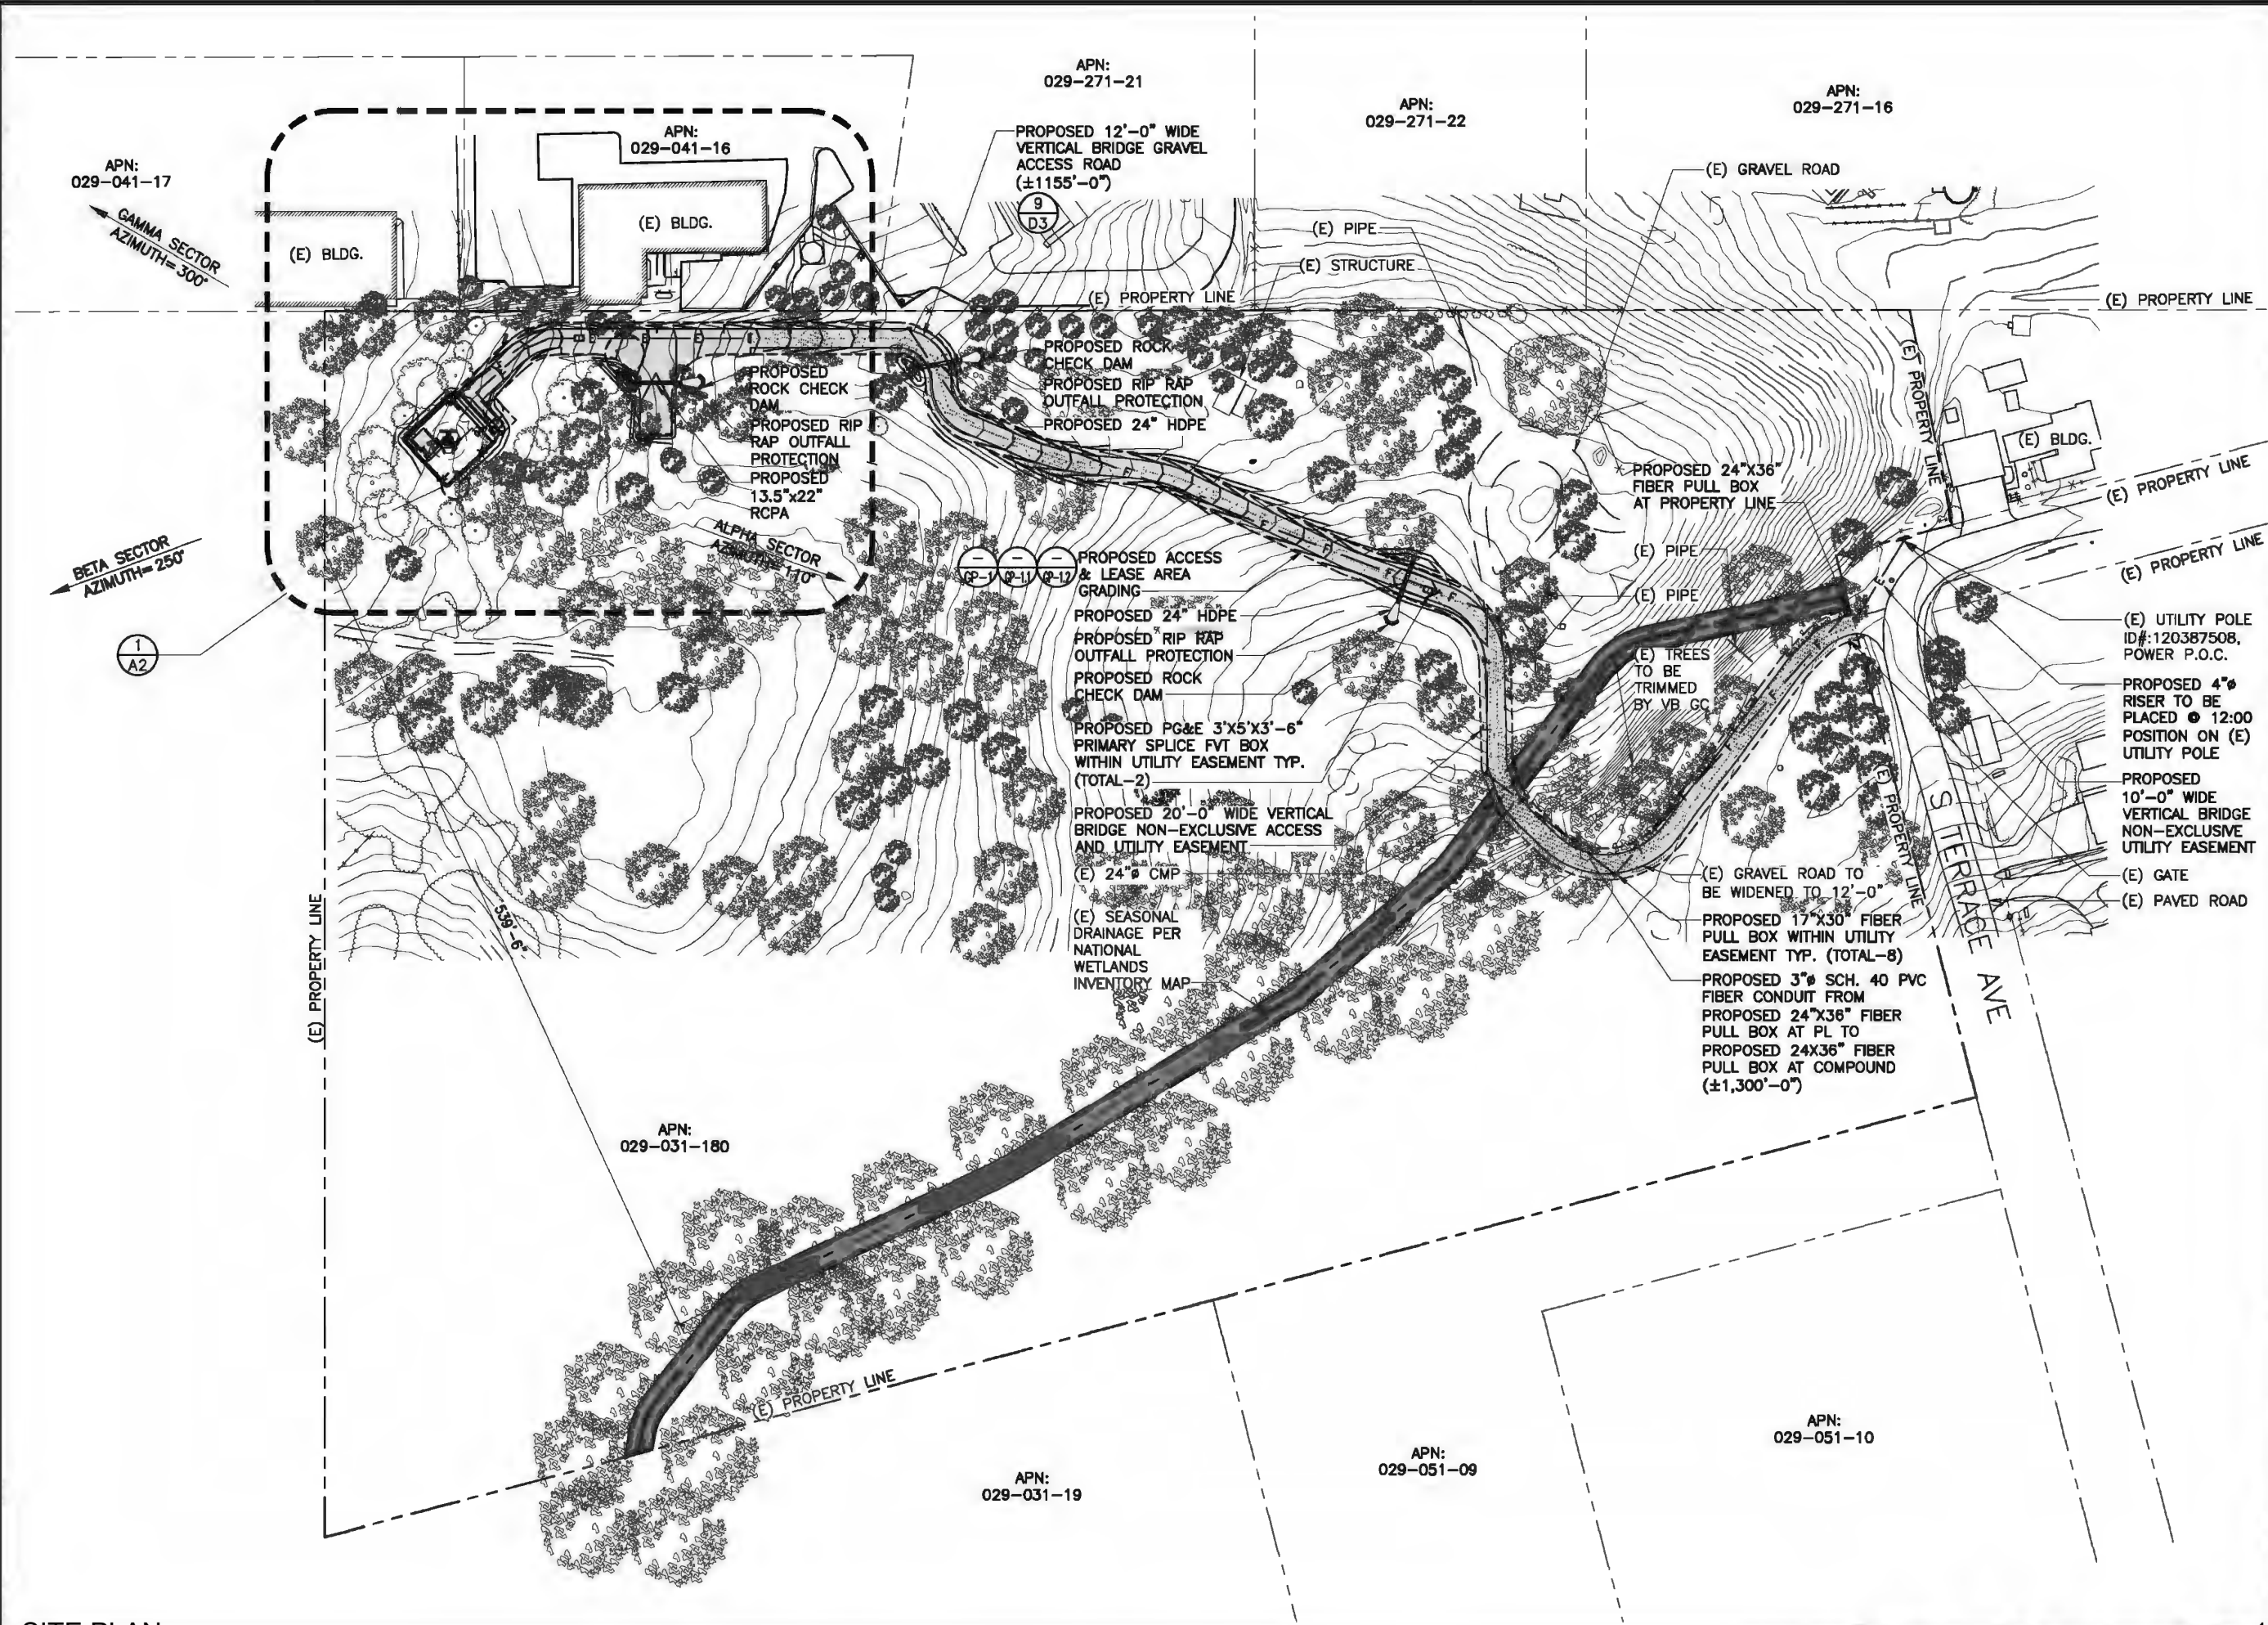 APN:
029-271-21
APN:
029-271-22
APN:
029-271-16
APN:
029-041-16
APN:
029-041-17
PROPOSED 12'-0" WIDE
VERTICAL BRIDGE GRAVEL
ACCESS ROAD
(±1155'-0")
9
D3
(E) GRAVEL ROAD
GAMMA SECTOR
AZIMUTH= 300°
(E) BLDG.
(E) BLDG.
(E) PIPE
(E) STRUCTURE
(E) PROPERTY LINE
(E) PROPERTY LINE
(E) PROPERTY LINE
PROPOSED
ROCK CHECK
DAM
PROPOSED RIP
RAP OUTFALL
PROTECTION
PROPOSED
13.5"x22"
RCPA
PROPOSED ROCK
CHECK DAM
PROPOSED RIP RAP
OUTFALL PROTECTION
PROPOSED 24" HDPE
(E) BLDG.
(E) PROPERTY LINE
(E) PROPERTY LINE
PROPOSED 24"X36"
FIBER PULL BOX
AT PROPERTY LINE
(E) PIPE
(E) PIPE
ALPHA SECTOR
AZIMUTH= 110°
BETA SECTOR
AZIMUTH= 250°
1
A2
–
GP-1
–
GP-1.1
–
GP-1.2
PROPOSED ACCESS
& LEASE AREA
GRADING
PROPOSED 24" HDPE
PROPOSED RIP RAP
OUTFALL PROTECTION
PROPOSED ROCK
CHECK DAM
PROPOSED PG&E 3'X5'X3'-6"
PRIMARY SPLICE FVT BOX
WITHIN UTILITY EASEMENT TYP.
(TOTAL-2)
PROPOSED 20'-0" WIDE VERTICAL
BRIDGE NON-EXCLUSIVE ACCESS
AND UTILITY EASEMENT
(E) 24"ø CMP
(E) SEASONAL
DRAINAGE PER
NATIONAL
WETLANDS
INVENTORY MAP
(E) TREES
TO BE
TRIMMED
BY VB GC
(E) UTILITY POLE
ID#:120387508,
POWER P.O.C.
PROPOSED 4"ø
RISER TO BE
PLACED @ 12:00
POSITION ON (E)
UTILITY POLE
PROPOSED
10'-0" WIDE
VERTICAL BRIDGE
NON-EXCLUSIVE
UTILITY EASEMENT
(E) GATE
(E) PAVED ROAD
(E) GRAVEL ROAD TO
BE WIDENED TO 12'-0"
PROPOSED 17"X30" FIBER
PULL BOX WITHIN UTILITY
EASEMENT TYP. (TOTAL-8)
PROPOSED 3"ø SCH. 40 PVC
FIBER CONDUIT FROM
PROPOSED 24"X36" FIBER
PULL BOX AT PL TO
PROPOSED 24X36" FIBER
PULL BOX AT COMPOUND
(±1,300'-0")
(E) PROPERTY LINE
S TERRACE AVE
(E) PROPERTY LINE
539'-6"
APN:
029-031-180
(E) PROPERTY LINE
APN:
029-031-19
APN:
029-051-09
APN:
029-051-10